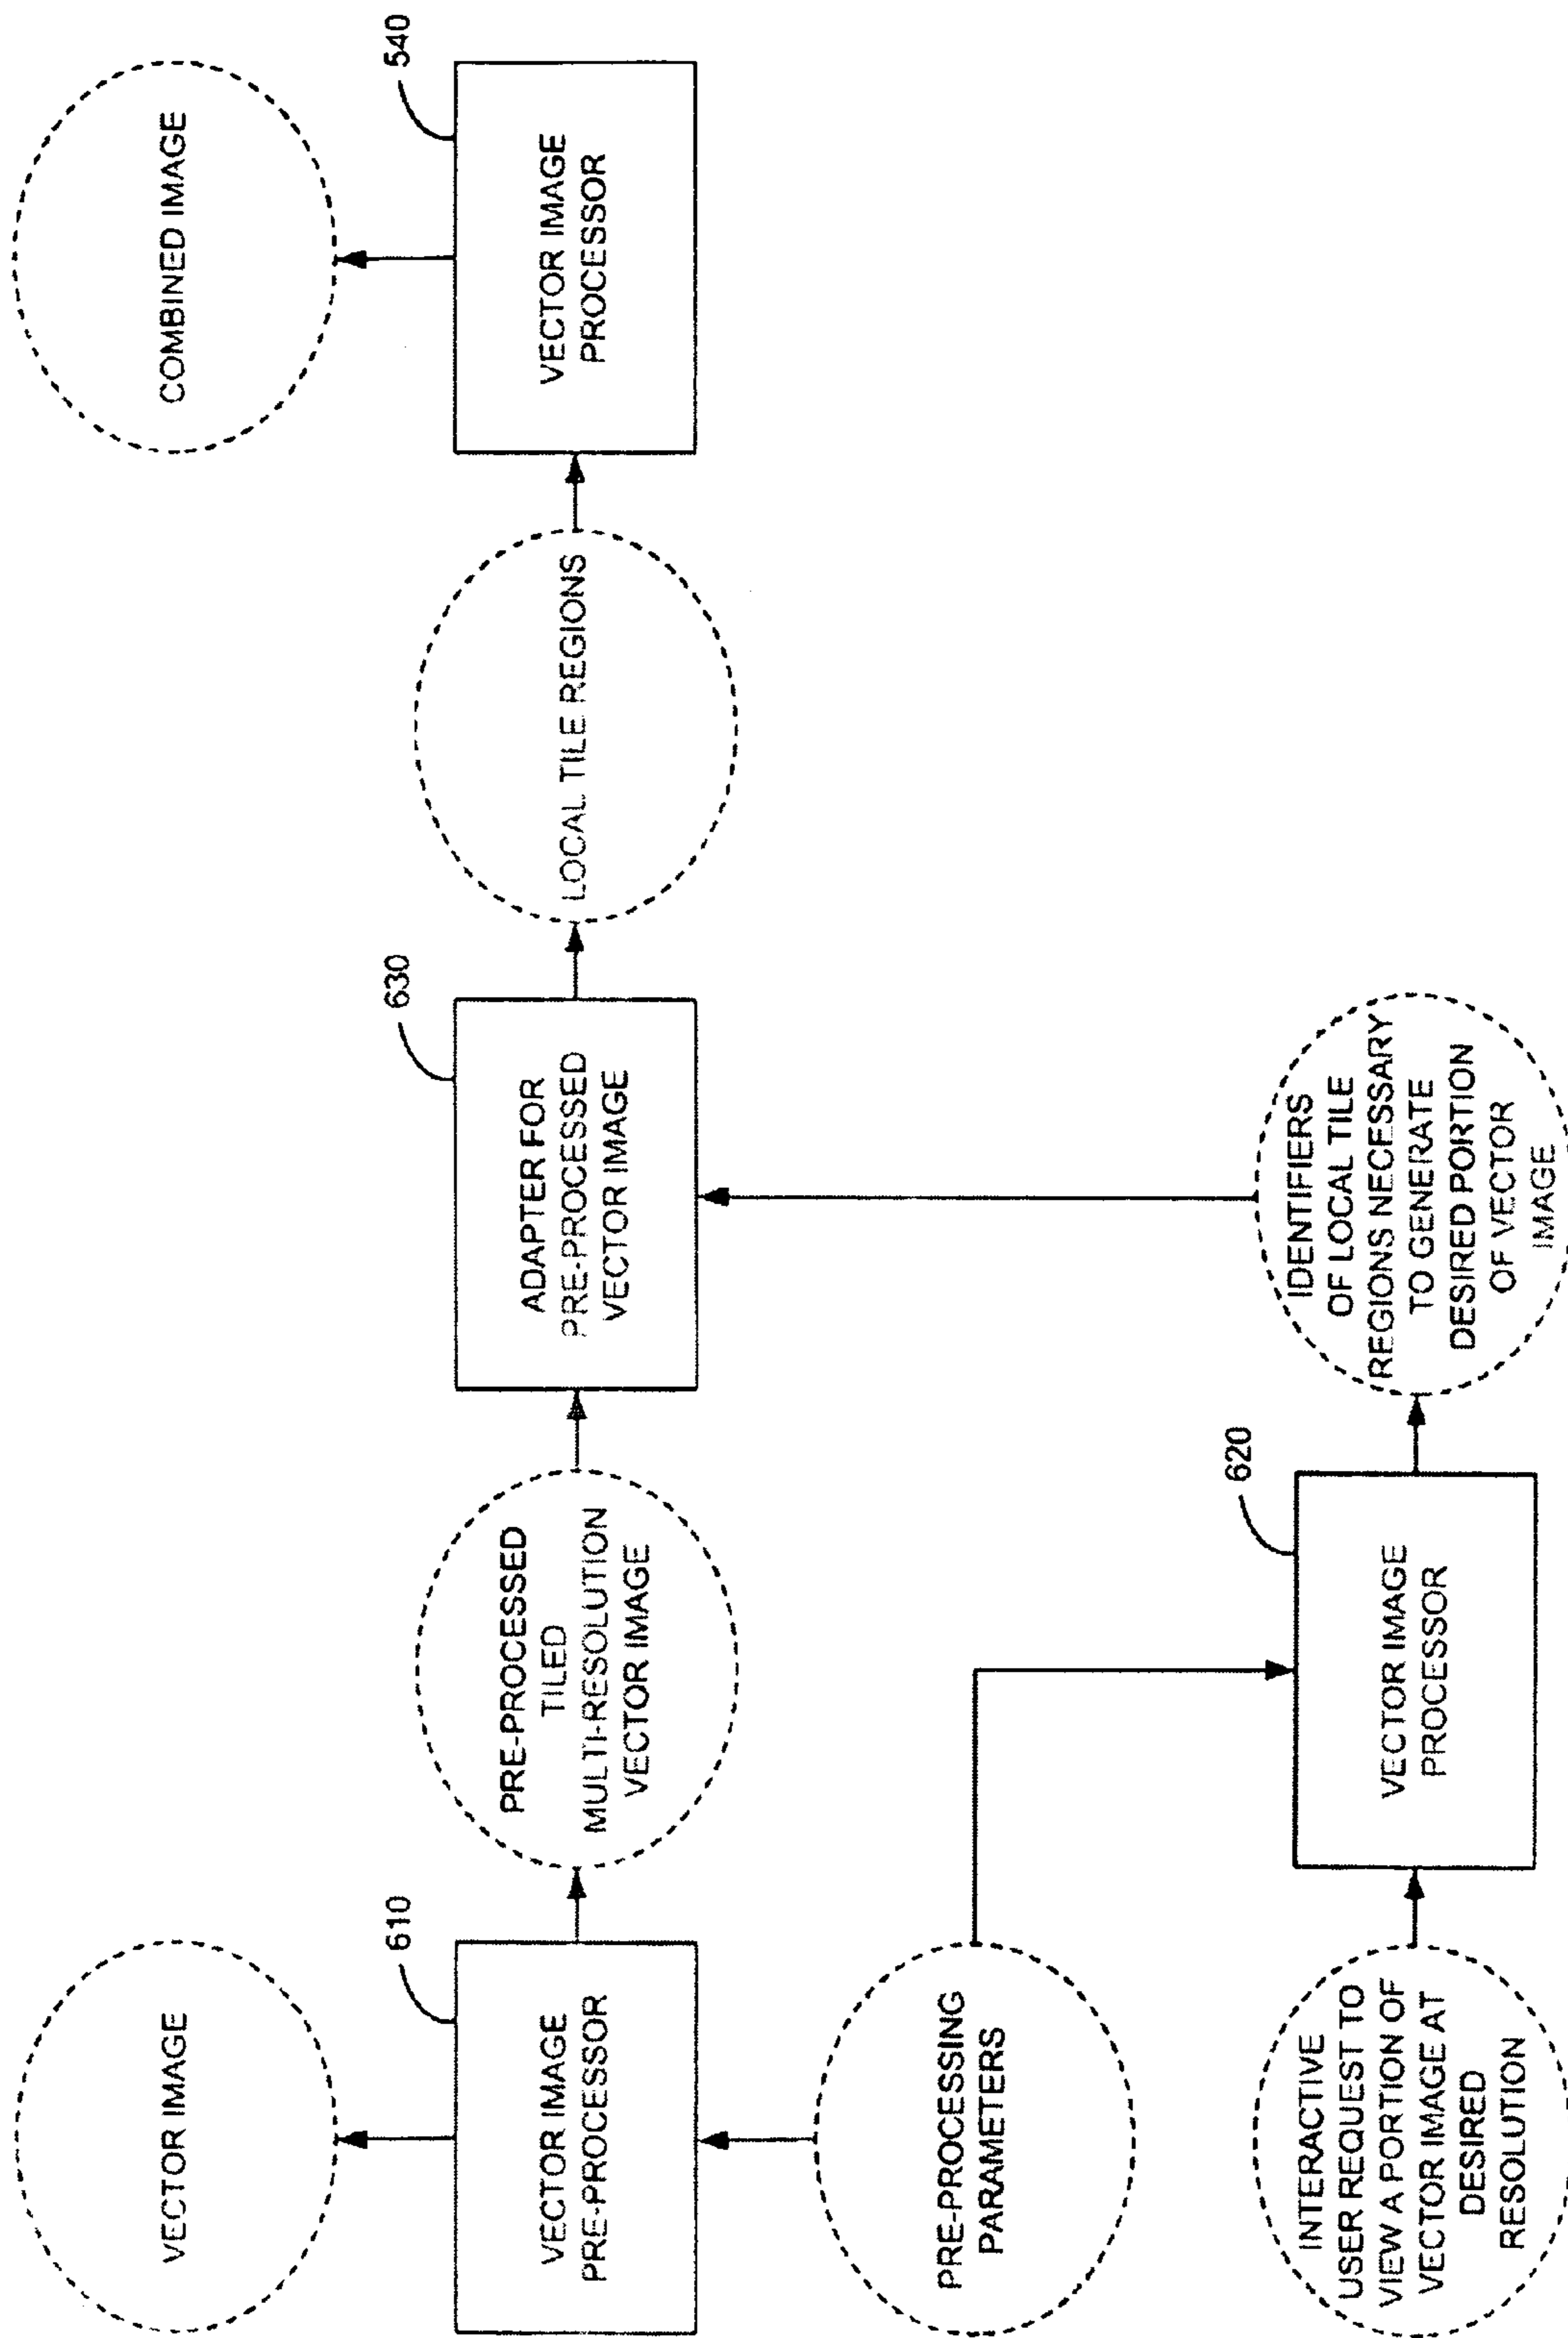 VECTOR IMAGE
610
VECTOR IMAGE
PRE-PROCESSOR
PRE-PROCESSED
TILED
MULTI-RESOLUTION
VECTOR IMAGE
630
ADAPTER FOR
PRE-PROCESSED
VECTOR IMAGE
LOCAL TILE REGIONS
COMBINED IMAGE
540
VECTOR IMAGE
PROCESSOR
PRE-PROCESSING
PARAMETERS
INTERACTIVE
USER REQUEST TO
VIEW A PORTION OF
VECTOR IMAGE AT
DESIRED
RESOLUTION
620
VECTOR IMAGE
PROCESSOR
IDENTIFIERS
OF LOCAL TILE
REGIONS NECESSARY
TO GENERATE
DESIRED PORTION
OF VECTOR
IMAGE